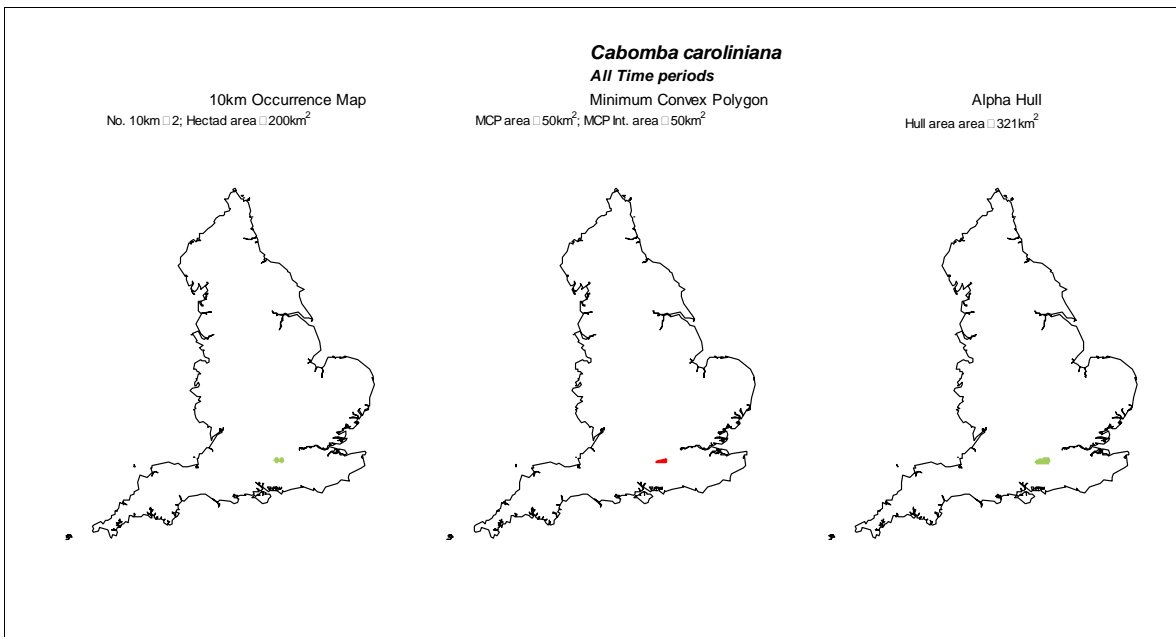 Cabomba caroliniana
All Time periods
10km Occurrence Map
No. 10km □ 2; Hectad area □ 200km²
Minimum Convex Polygon
MCP area □ 50km²; MCP Int. area □ 50km²
Alpha Hull
Hull area area □ 321km²